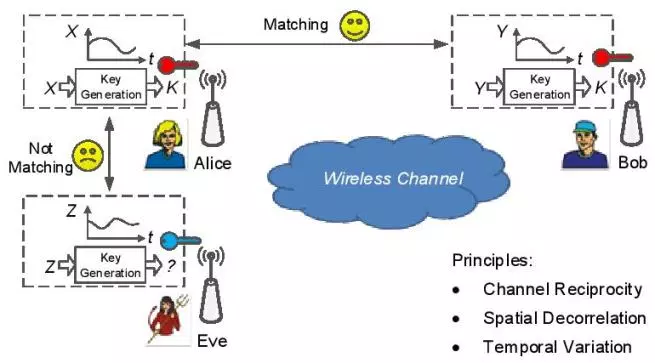 Matching
X
t
X
Key
Generation
K
Alice
Y
t
Y
Key
Generation
K
Bob
Not
Matching
Wireless Channel
Z
t
Z
Key
Generation
?
Eve
Principles:
• Channel Reciprocity
• Spatial Decorrelation
• Temporal Variation